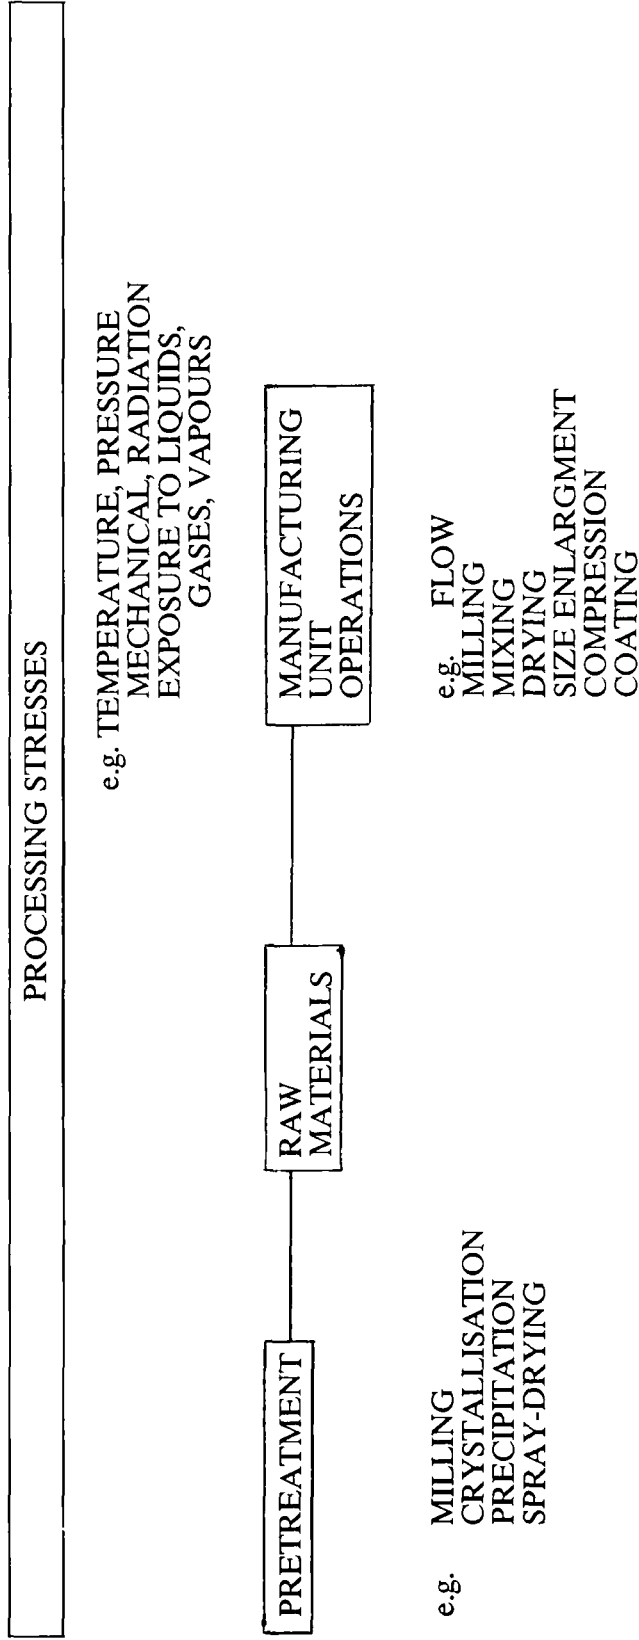 PROCESSING STRESSES
e.g. TEMPERATURE, PRESSURE
MECHANICAL, RADIATION
EXPOSURE TO LIQUIDS,
GASES, VAPOURS
PRETREATMENT
RAW
MATERIALS
MANUFACTURING
UNIT
OPERATIONS
e.g. MILLING
CRYSTALLISATION
PRECIPITATION
SPRAY-DRYING
e.g. FLOW
MILLING
MIXING
DRYING
SIZE ENLARGMENT
COMPRESSION
COATING